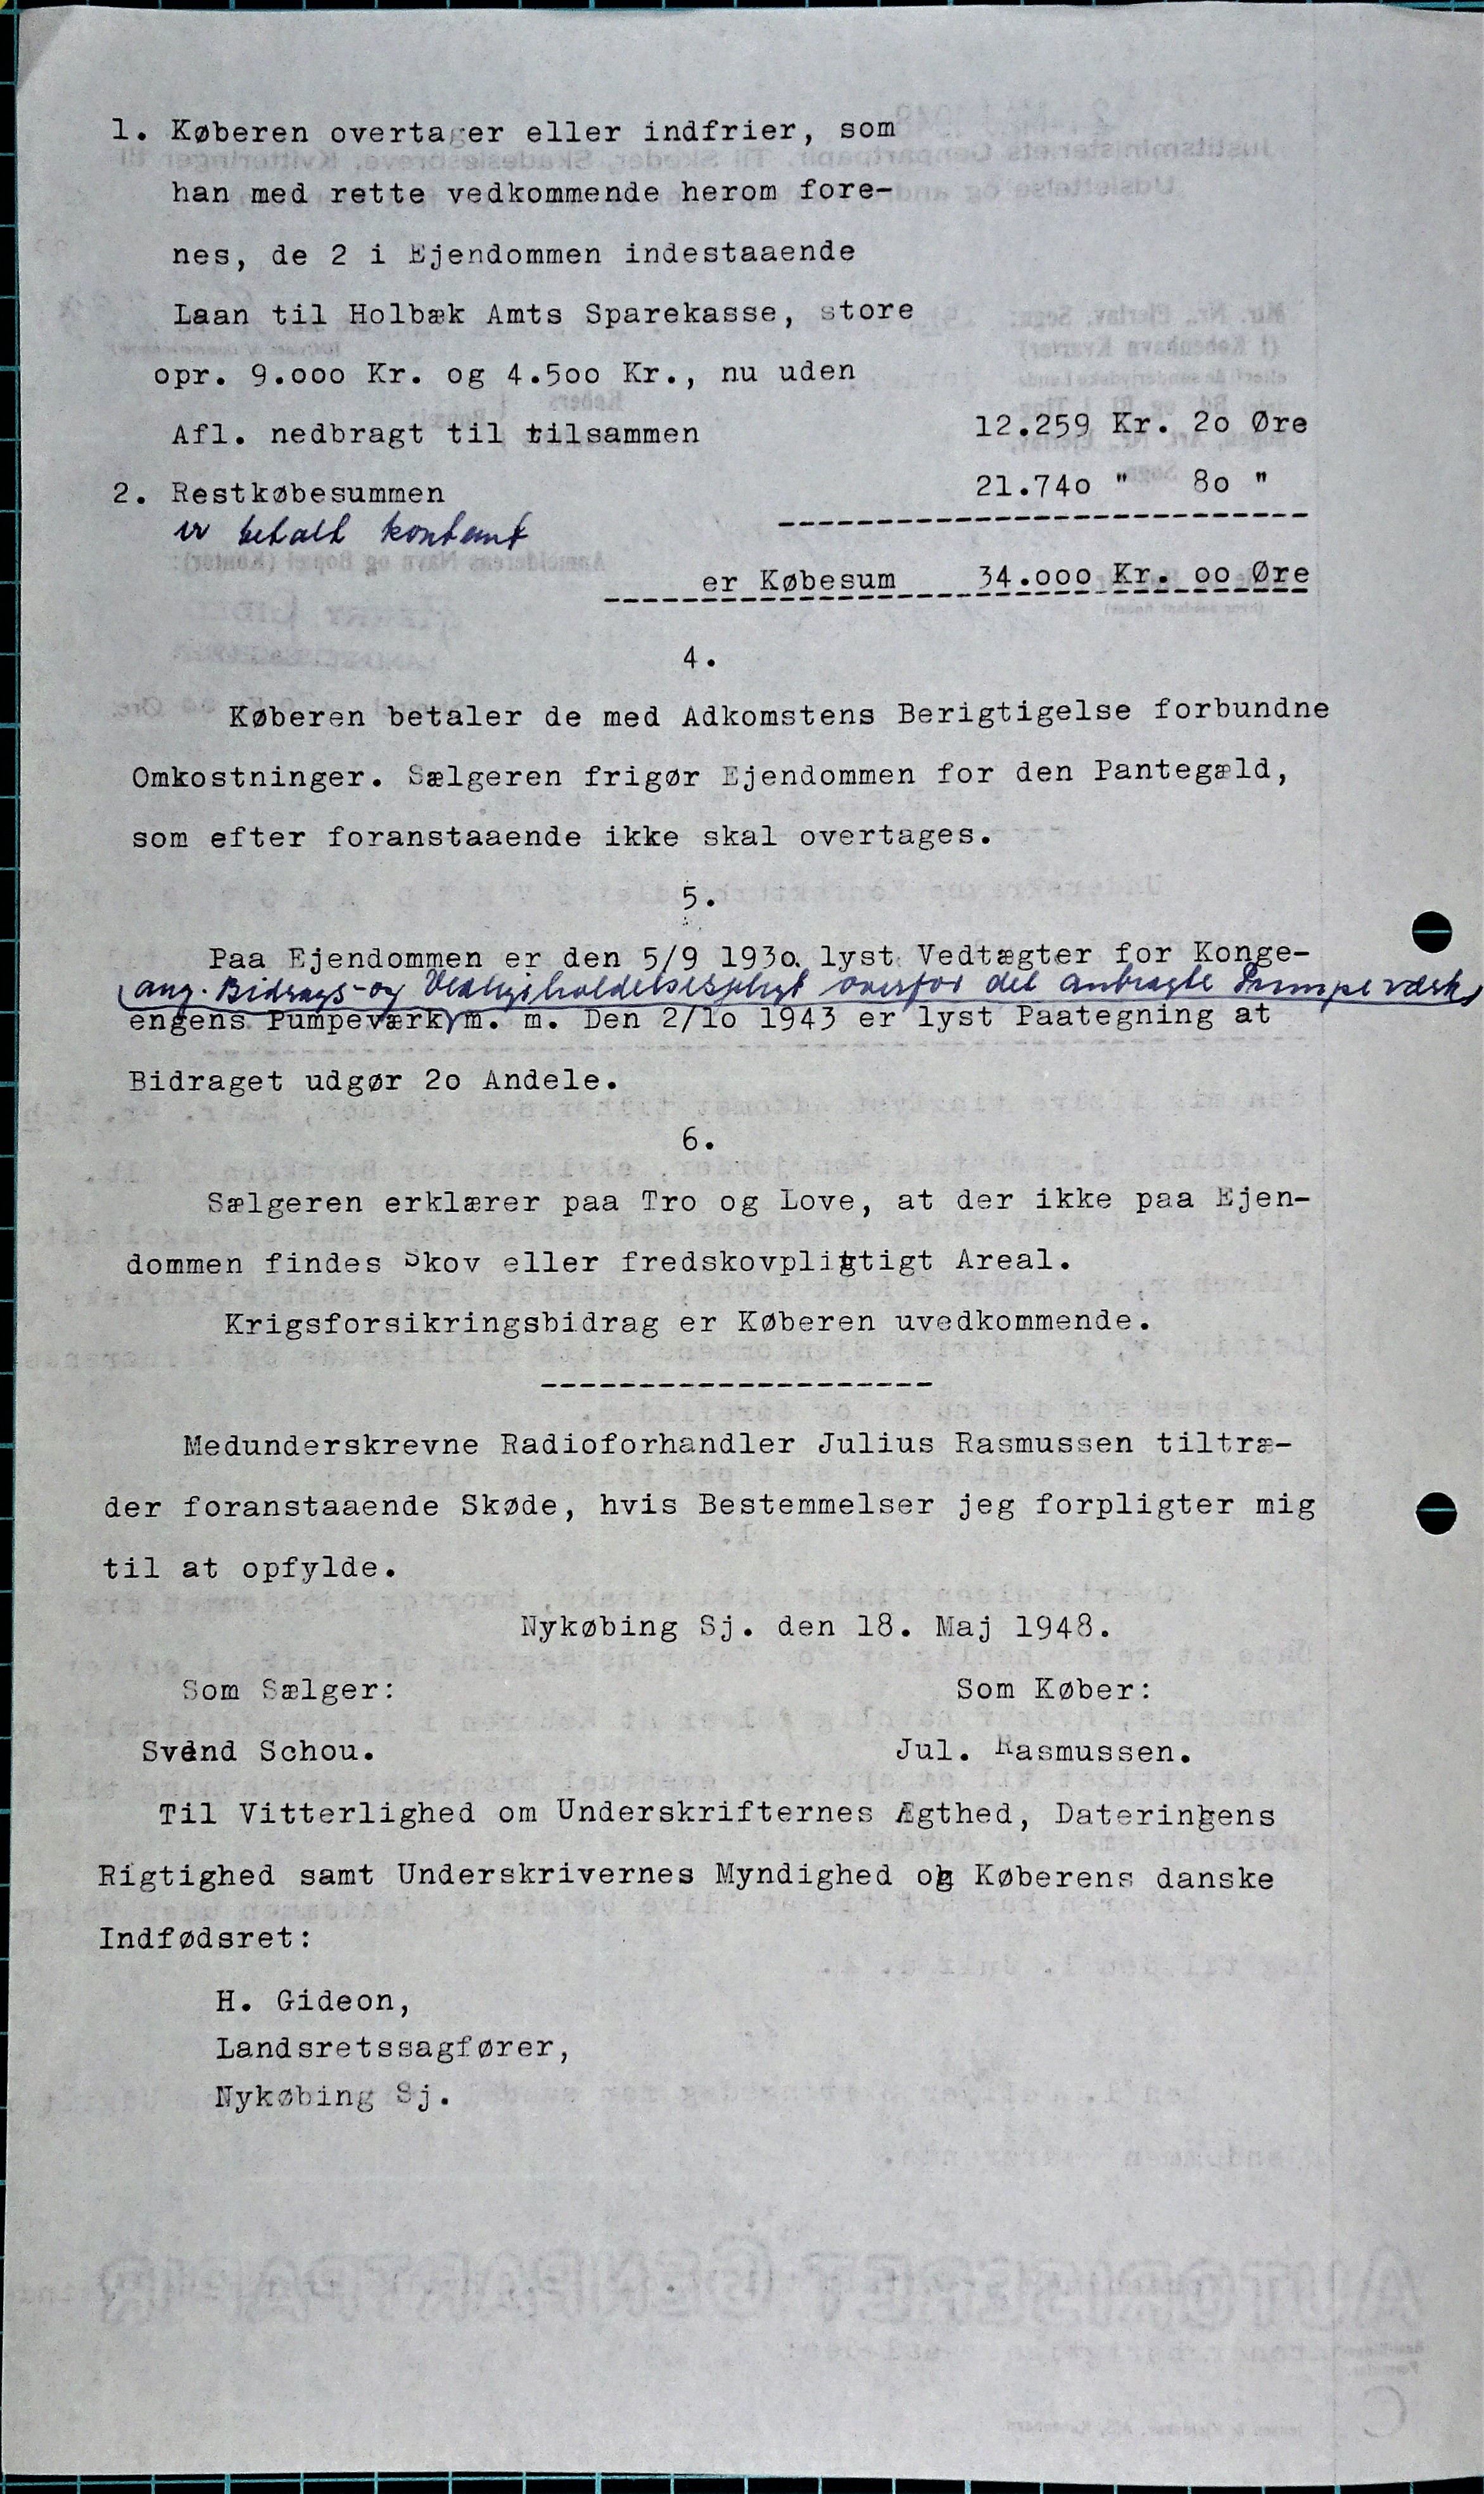 1. Køberen overtager eller indfrier, som
han med rette vedkommende herom fore-
nes, de 2 i Ejendommen indestaaende
Laan til Holbæk Amts Sparekasse, store
opr. 9.000 Kr. og 4.500 Kr., nu uden
Afl. nedbragt til tilsammen 12.259 Kr. 20 Øre
2. Restkøbesummen 21.740 " 80 "
er betalt kontant
er Købesum 34.000 Kr. 00 Øre
4.
Køberen betaler de med Adkomstens Berigtigelse forbundne
Omkostninger. Sælgeren frigør Ejendommen for den Pantegæld,
som efter foranstaaende ikke skal overtages.
5.
Paa Ejendommen er den 5/9 1930 lyst Vedtægter for Konge-
ang. Bidrags- og Vedligeholdelsespligt overfor det anbragte Pumpeværk
engens Pumpeværk m. m. Den 2/10 1943 er lyst Paategning at
Bidraget udgør 20 Andele.
6.
Sælgeren erklærer paa Tro og Love, at der ikke paa Ejen-
dommen findes Skov eller fredskovpligtigt Areal.
Krigsforsikringsbidrag er Køberen uvedkommende.
--------------------
Medunderskrevne Radioforhandler Julius Rasmussen tiltræ-
der foranstaaende Skøde, hvis Bestemmelser jeg forpligter mig
til at opfylde.
Nykøbing Sj. den 18. Maj 1948.
Som Sælger: Som Køber:
Svend Schou. Jul. Rasmussen.
Til Vitterlighed om Underskrifternes Ægthed, Dateringens
Rigtighed samt Underskrivernes Myndighed og Køberens danske
Indfødsret:
H. Gideon,
Landsretssagfører,
Nykøbing Sj.